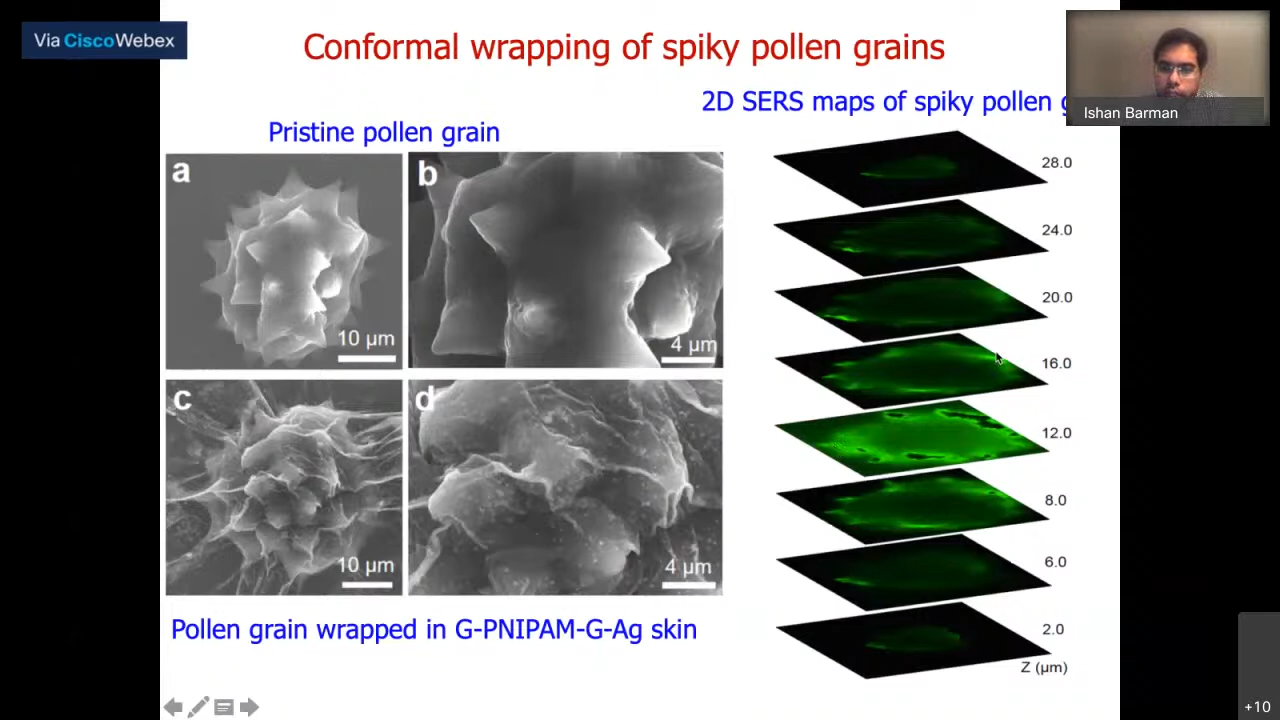 Via Cisco Webex
Conformal wrapping of spiky pollen grains
Ishan Barman
2D SERS maps of spiky pollen g
Pristine pollen grain
a
b
10 µm
4 µm
c
d
10 µm
4 µm
Pollen grain wrapped in G-PNIPAM-G-Ag skin
28.0
24.0
20.0
16.0
12.0
8.0
6.0
2.0
Z (µm)
+10